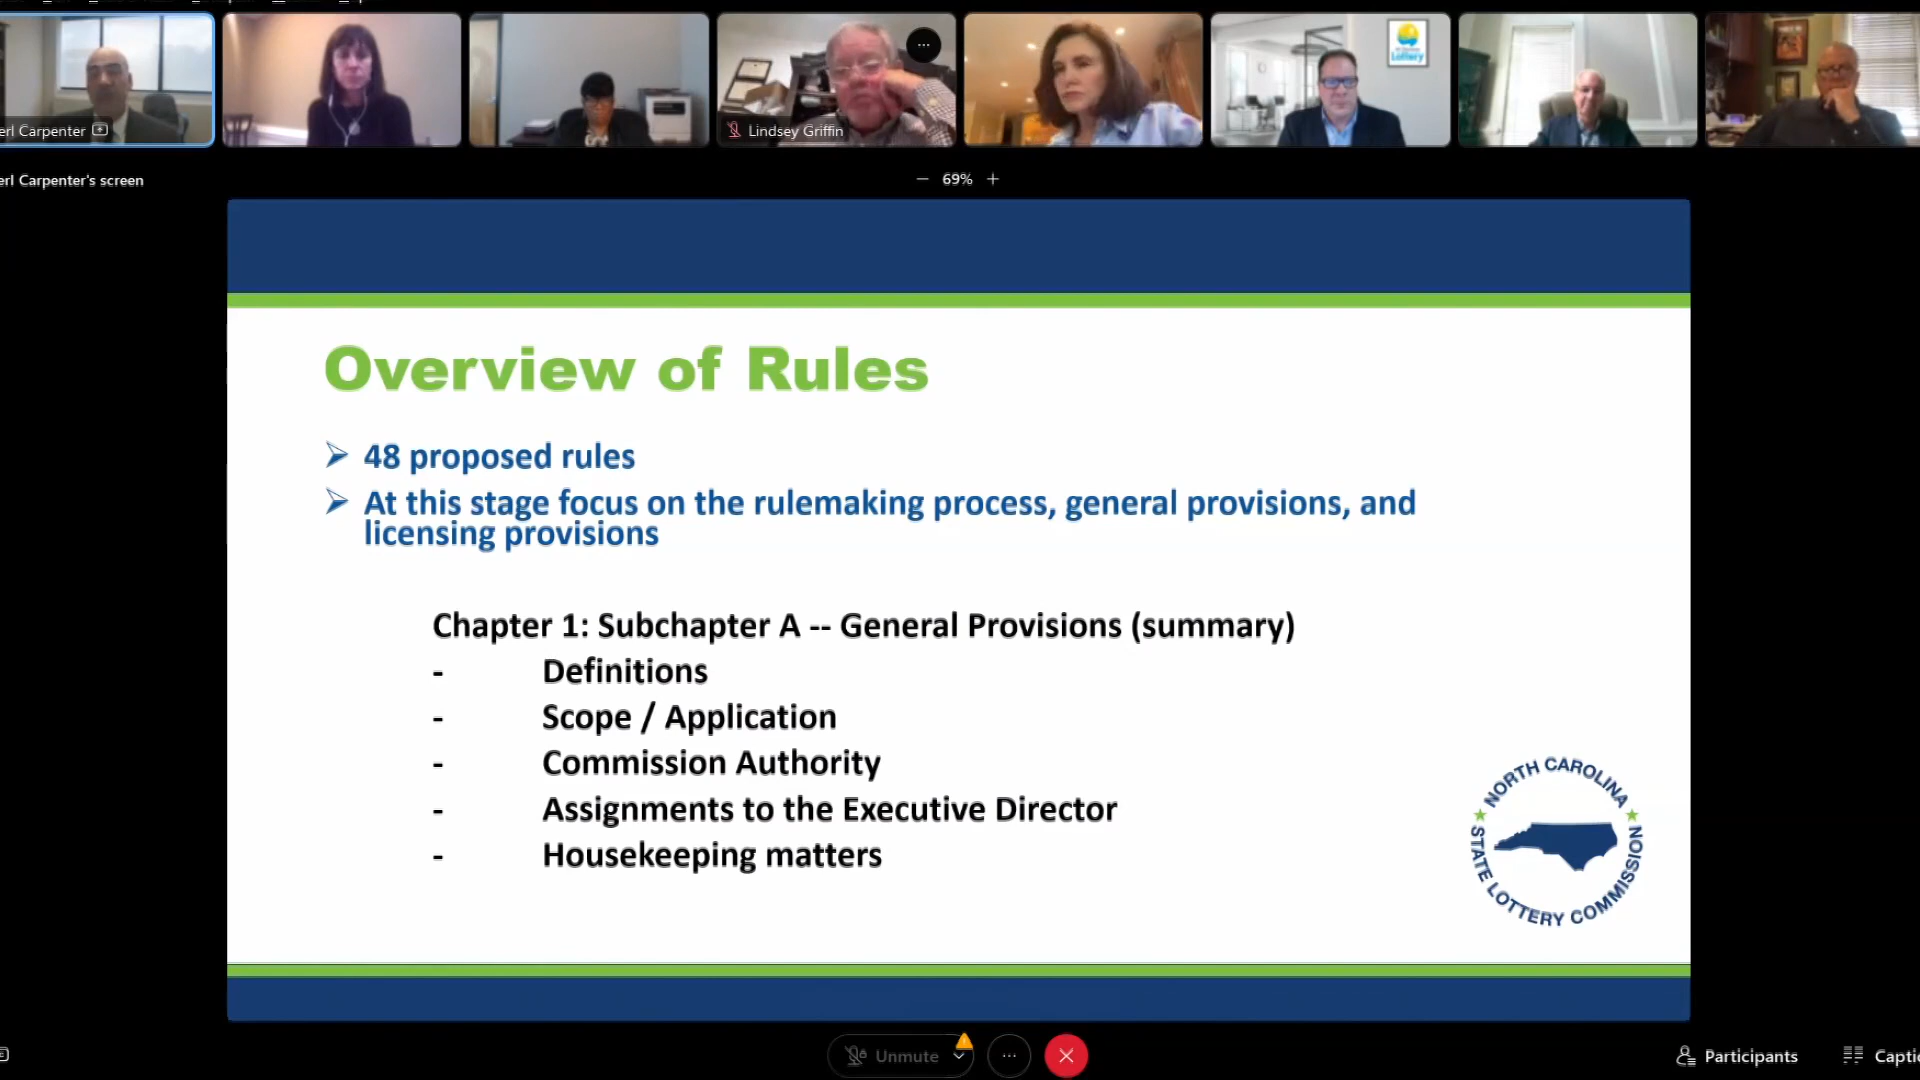 erl Carpenter
Lindsey Griffin
Lottery
erl Carpenter's screen
69%
Overview of Rules
➢ 48 proposed rules
➢ At this stage focus on the rulemaking process, general provisions, and
licensing provisions
Chapter 1: Subchapter A -- General Provisions (summary)
- Definitions
- Scope / Application
- Commission Authority
- Assignments to the Executive Director
- Housekeeping matters
NORTH CAROLINA
STATE LOTTERY COMMISSION
Unmute
Participants
Captio